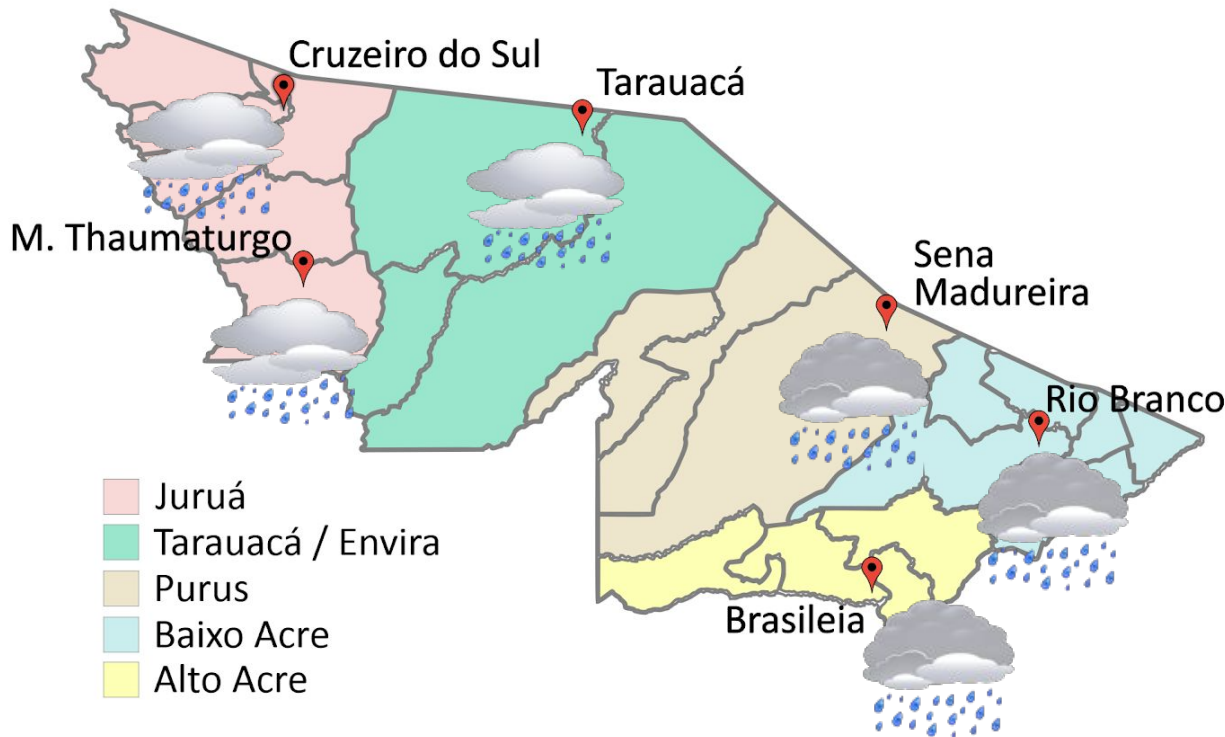 Cruzeiro do Sul
Tarauacá
M. Thaumaturgo
Sena
Madureira
Rio Branco
Brasileia
Juruá
Tarauacá / Envira
Purus
Baixo Acre
Alto Acre